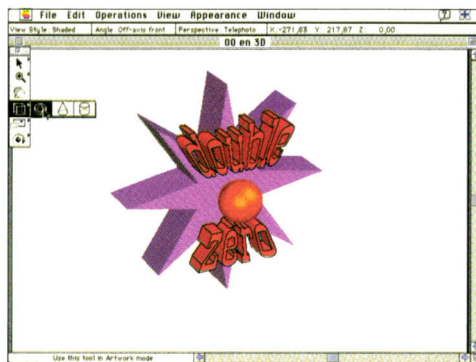 File Edit Operations View Appearance Window
View Style Shaded Angle Off-axis front Perspective Telephoto X:-271,83 Y: 217,87 Z: 0,00
00 en 3D
double
zero
Use this tool in Artwork mode